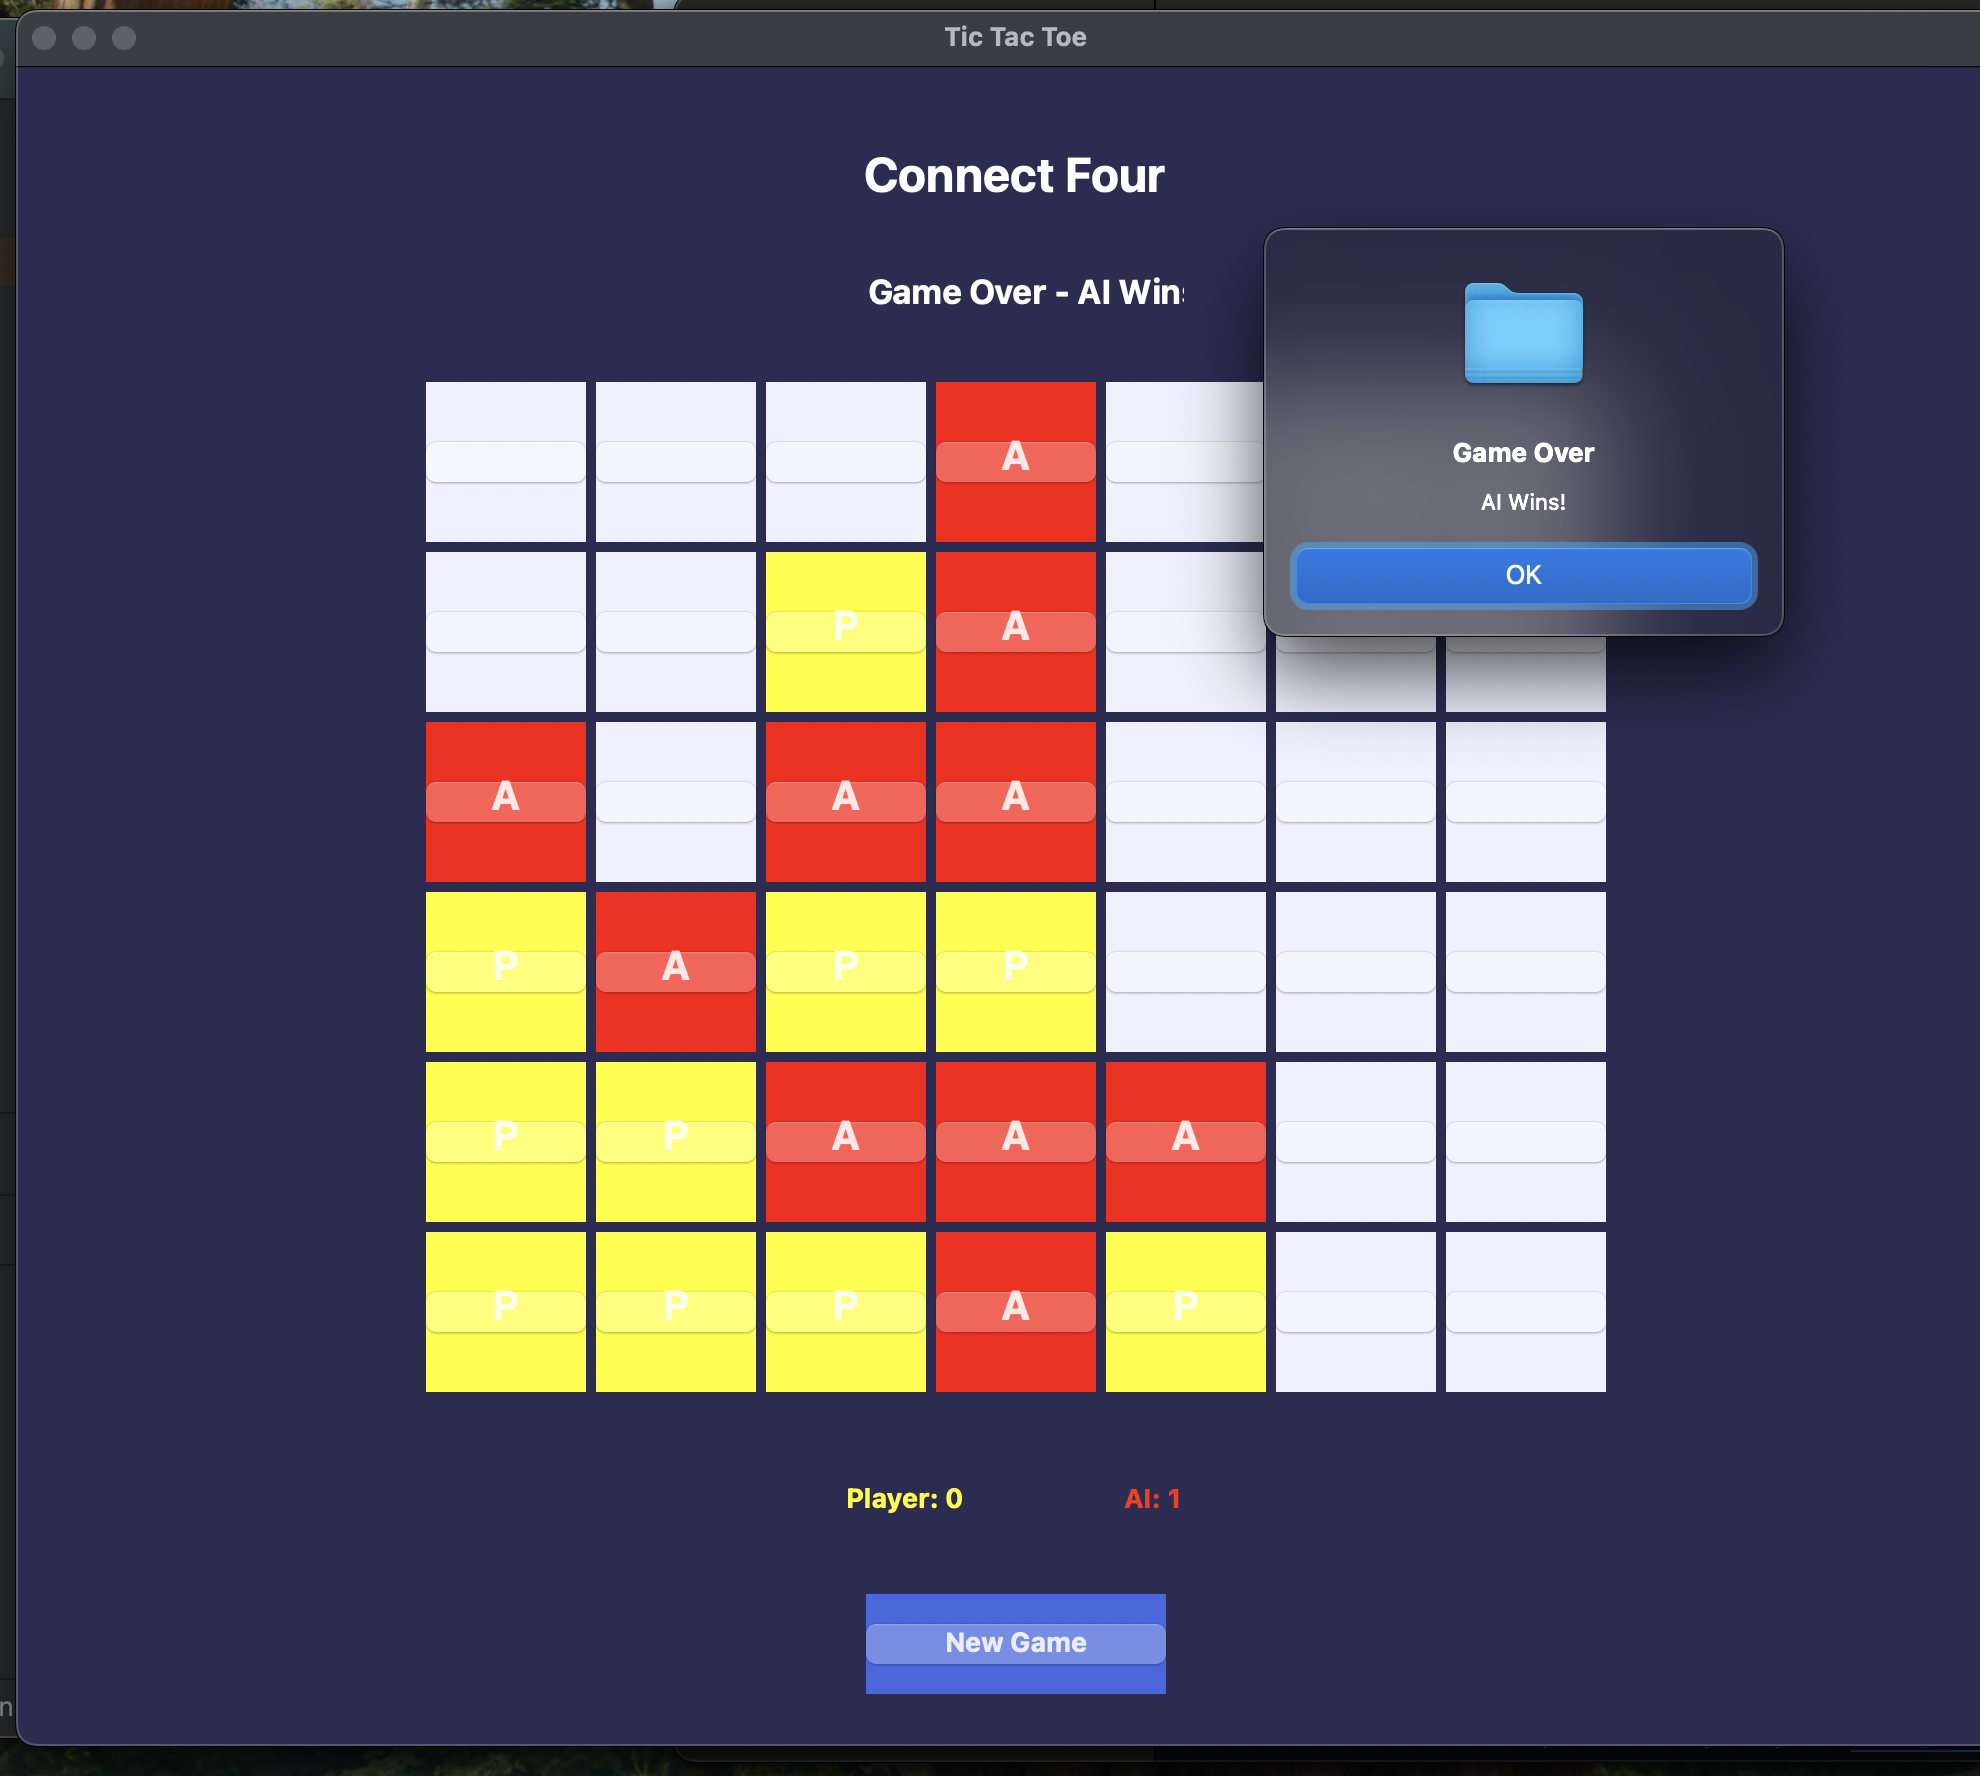 Tic Tac Toe
Connect Four
Game Over - AI Win
Game Over
AI Wins!
OK
A
P A
A A A
P A P P
P P A A A
P P P A P
Player: 0 AI: 1
New Game
n